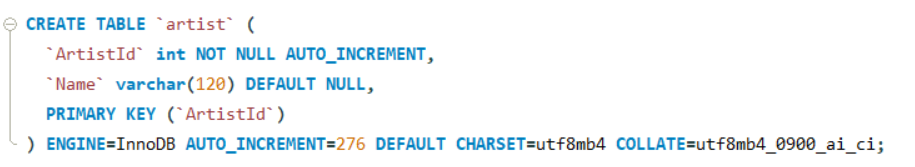 CREATE TABLE `artist` (
`ArtistId` int NOT NULL AUTO_INCREMENT,
`Name` varchar(120) DEFAULT NULL,
PRIMARY KEY (`ArtistId`)
) ENGINE=InnoDB AUTO_INCREMENT=276 DEFAULT CHARSET=utf8mb4 COLLATE=utf8mb4_0900_ai_ci;